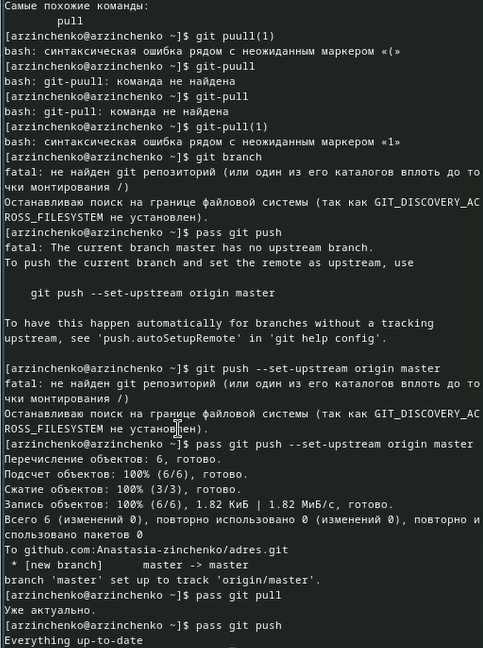 Самые похожие команды:
pull
[arzinchenko@arzinchenko ~]$ git puull(1)
bash: синтаксическая ошибка рядом с неожиданным маркером «(»
[arzinchenko@arzinchenko ~]$ git-puull
bash: git-puull: команда не найдена
[arzinchenko@arzinchenko ~]$ git-pull
bash: git-pull: команда не найдена
[arzinchenko@arzinchenko ~]$ git-pull(1)
bash: синтаксическая ошибка рядом с неожиданным маркером «1»
[arzinchenko@arzinchenko ~]$ git branch
fatal: не найден git репозиторий (или один из его каталогов вплоть до то
чки монтирования /)
Останавливаю поиск на границе файловой системы (так как GIT_DISCOVERY_AC
ROSS_FILESYSTEM не установлен).
[arzinchenko@arzinchenko ~]$ pass git push
fatal: The current branch master has no upstream branch.
To push the current branch and set the remote as upstream, use
git push --set-upstream origin master
To have this happen automatically for branches without a tracking
upstream, see 'push.autoSetupRemote' in 'git help config'.
[arzinchenko@arzinchenko ~]$ git push --set-upstream origin master
fatal: не найден git репозиторий (или один из его каталогов вплоть до то
чки монтирования /)
Останавливаю поиск на границе файловой системы (так как GIT_DISCOVERY_AC
ROSS_FILESYSTEM не установлен).
[arzinchenko@arzinchenko ~]$ pass git push --set-upstream origin master
Перечисление объектов: 6, готово.
Подсчет объектов: 100% (6/6), готово.
Сжатие объектов: 100% (3/3), готово.
Запись объектов: 100% (6/6), 1.82 КиБ | 1.82 МиБ/с, готово.
Всего 6 (изменений 0), повторно использовано 0 (изменений 0), повторно и
спользовано пакетов 0
To github.com:Anastasia-zinchenko/adres.git
* [new branch] master -> master
branch 'master' set up to track 'origin/master'.
[arzinchenko@arzinchenko ~]$ pass git pull
Уже актуально.
[arzinchenko@arzinchenko ~]$ pass git push
Everything up-to-date